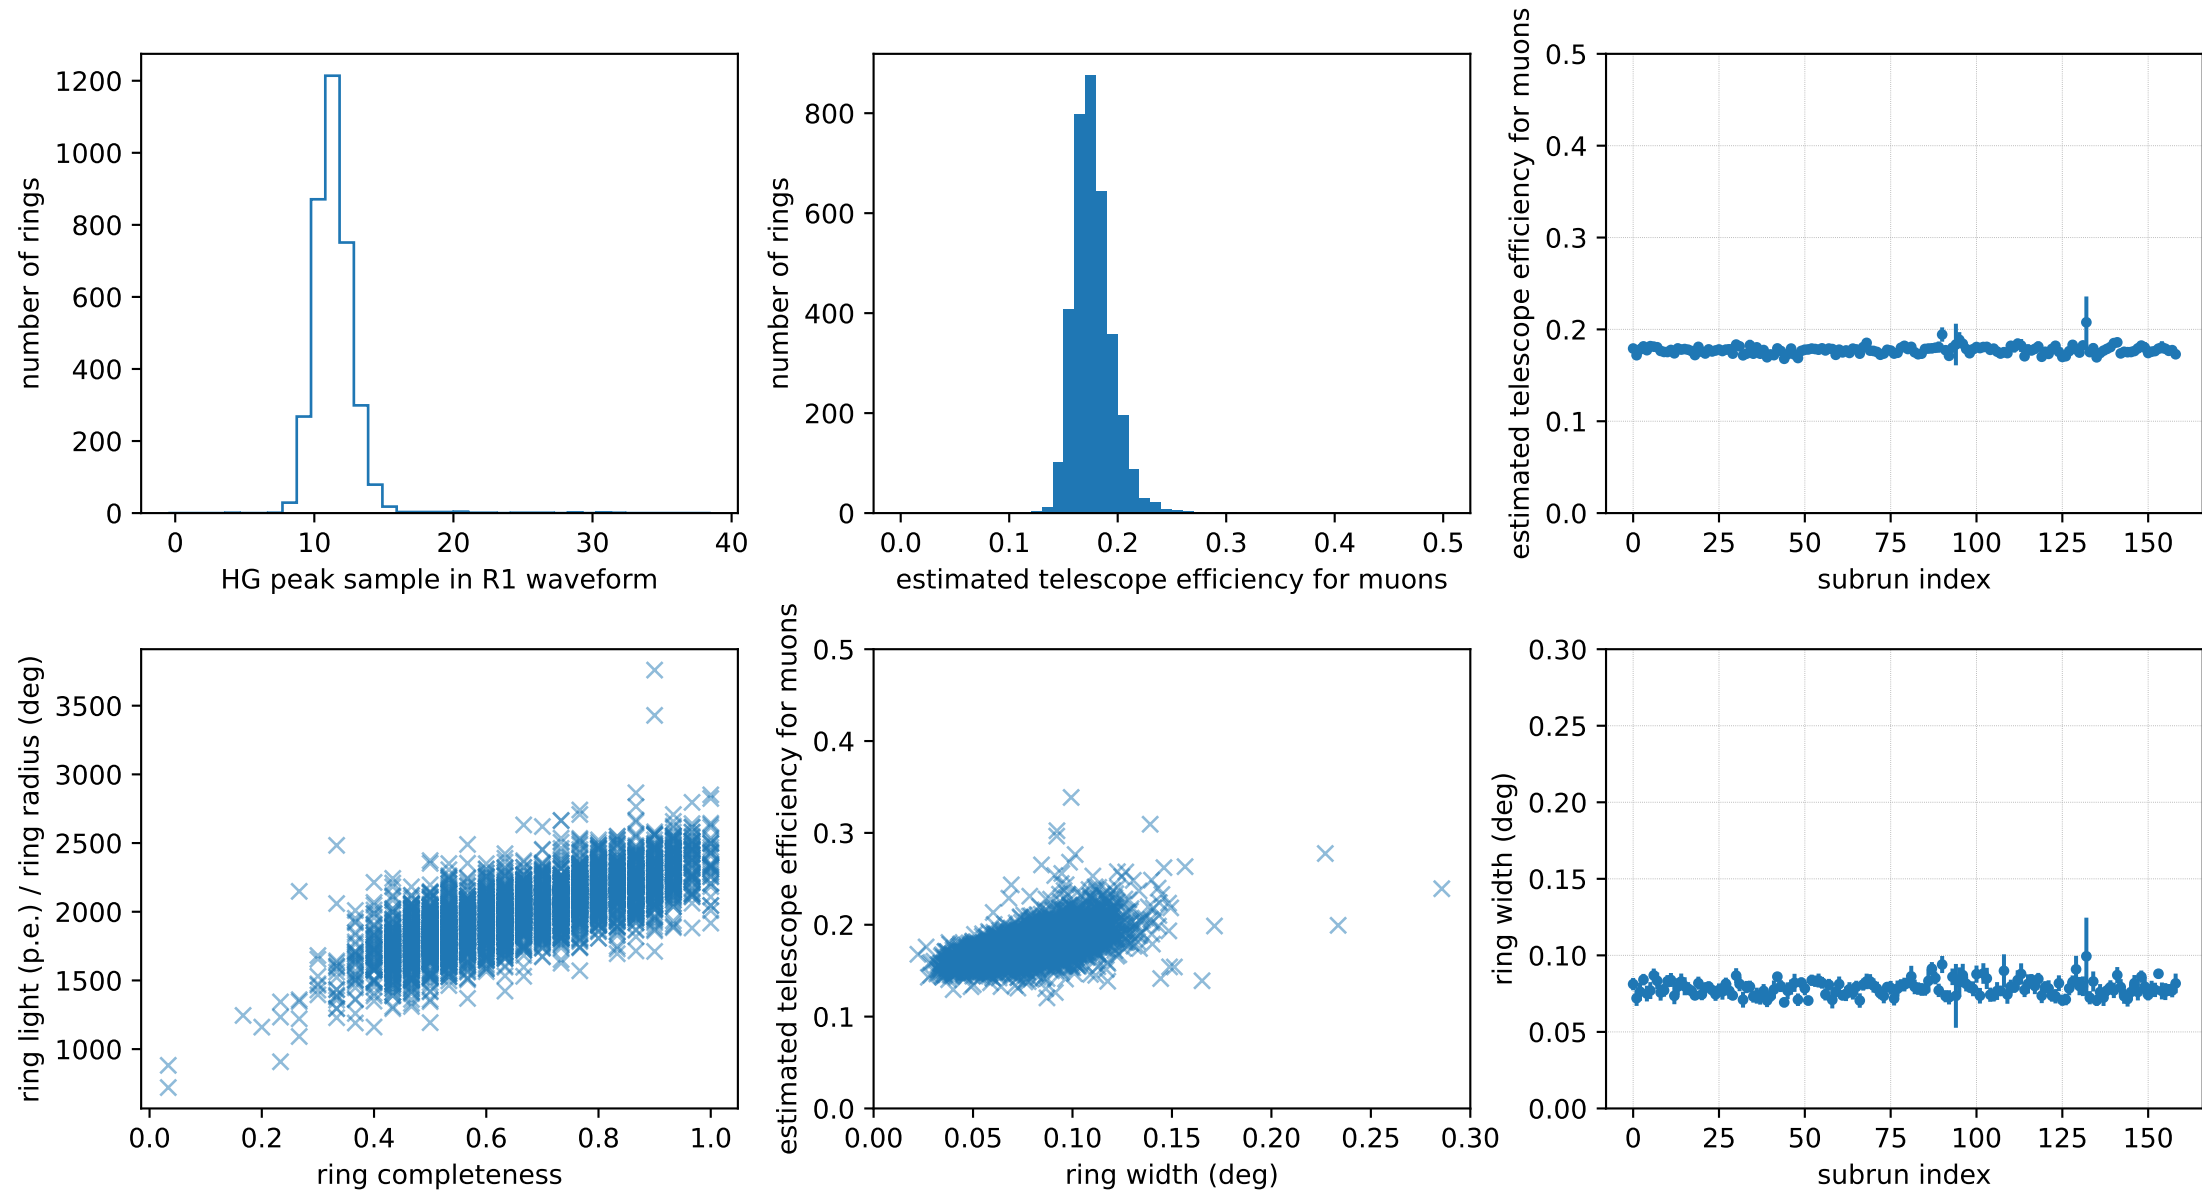 number of rings
1200
1000
800
600
400
200
0
0 10 20 30 40
HG peak sample in R1 waveform
number of rings
800
600
400
200
0
0.0 0.1 0.2 0.3 0.4 0.5
estimated telescope efficiency for muons
estimated telescope efficiency for muons
0.5
0.4
0.3
0.2
0.1
0.0
0 25 50 75 100 125 150
subrun index
ring light (p.e.) / ring radius (deg)
3500
3000
2500
2000
1500
1000
0.0 0.2 0.4 0.6 0.8 1.0
ring completeness
estimated telescope efficiency for muons
0.5
0.4
0.3
0.2
0.1
0.0
0.00 0.05 0.10 0.15 0.20 0.25 0.30
ring width (deg)
ring width (deg)
0.30
0.25
0.20
0.15
0.10
0.05
0.00
0 25 50 75 100 125 150
subrun index